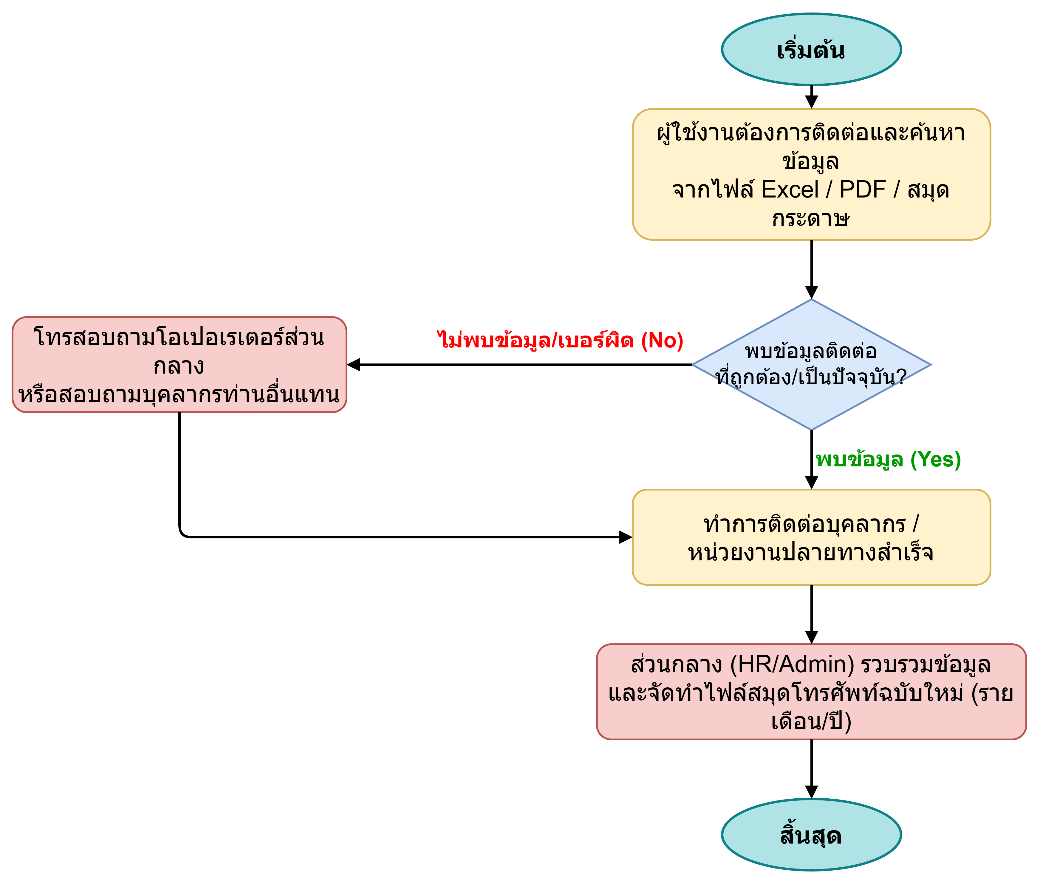 เริ่มต้น
ผู้ใช้งานต้องการติดต่อและค้นหา
ข้อมูล
จากไฟล์ Excel / PDF / สมุด
กระดาษ
พบข้อมูลติดต่อ
ที่ถูกต้อง/เป็นปัจจุบัน?
ไม่พบข้อมูล/เบอร์ผิด (No)
โทรสอบถามโอเปอเรเตอร์ส่วน
กลาง
หรือสอบถามบุคลากรท่านอื่นแทน
พบข้อมูล (Yes)
ทำการติดต่อบุคลากร /
หน่วยงานปลายทางสำเร็จ
ส่วนกลาง (HR/Admin) รวบรวมข้อมูล
และจัดทำไฟล์สมุดโทรศัพท์ฉบับใหม่ (ราย
เดือน/ปี)
สิ้นสุด